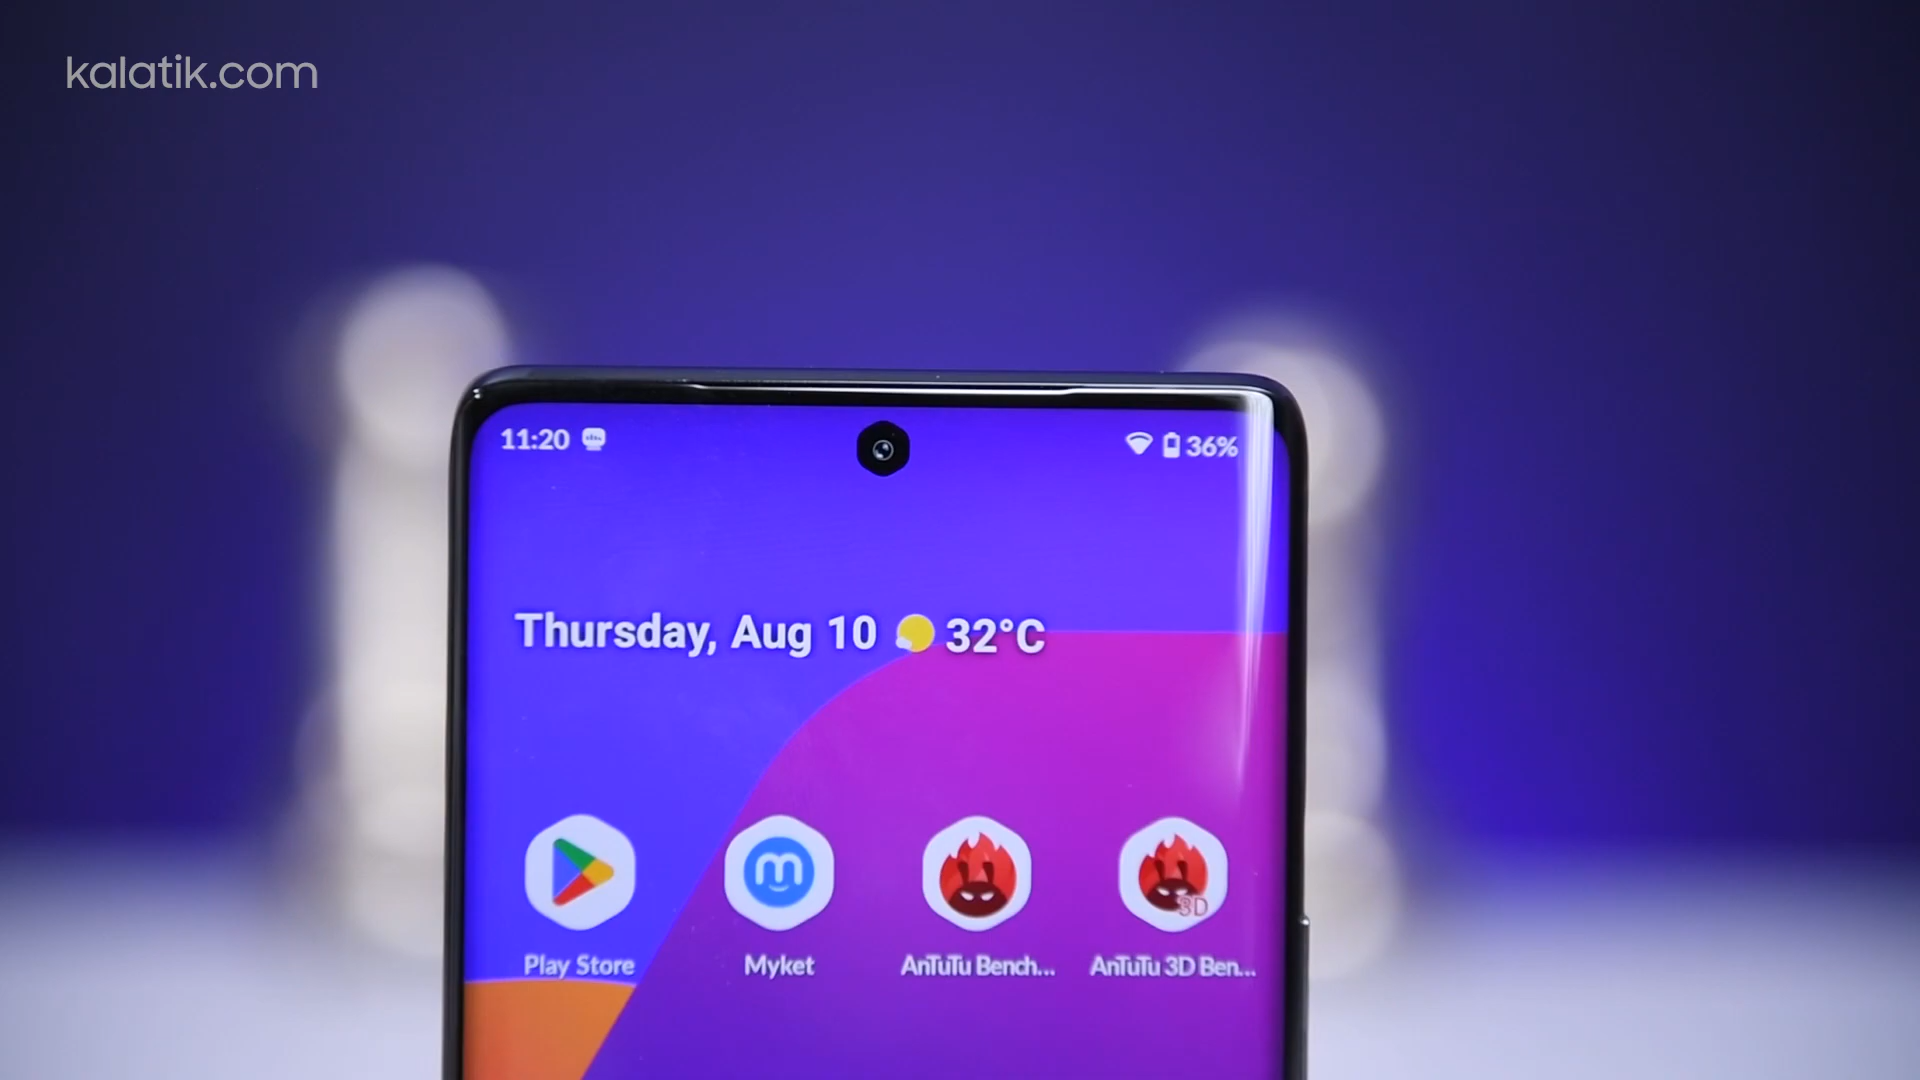 kalatik.com
11:20
36%
Thursday, Aug 10 32°C
Play Store Myket AnTuTu Bench... AnTuTu 3D Ben...